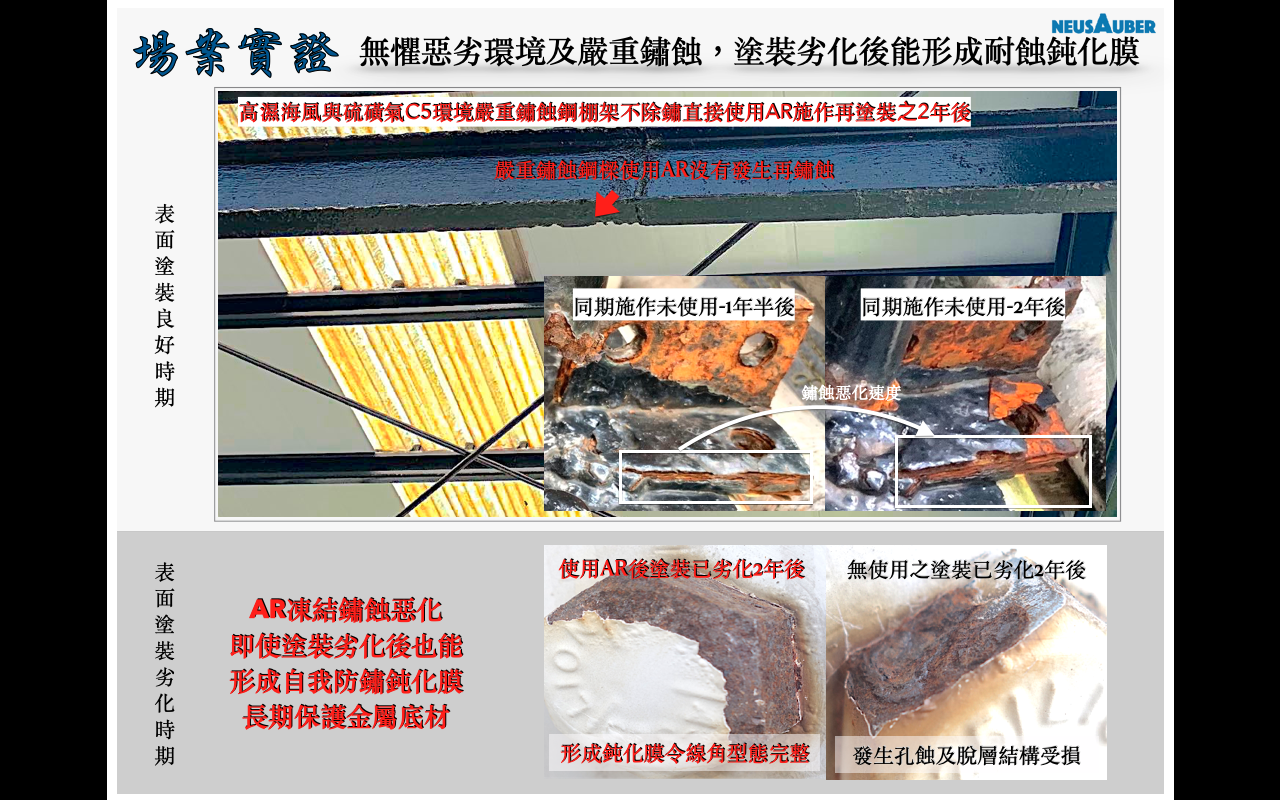 場案實證
無懼惡劣環境及嚴重鏽蝕，塗裝劣化後能形成耐蝕鈍化膜
NEUSAUBER
高濕海風與硫磺氣C5環境嚴重鏽蝕鋼棚架不除鏽直接使用AR施作再塗裝之2年後
嚴重鏽蝕鋼樑使用AR沒有發生再鏽蝕
表面塗裝良好時期
同期施作未使用-1年半後
同期施作未使用-2年後
鏽蝕惡化速度
表面塗裝劣化時期
AR凍結鏽蝕惡化
即使塗裝劣化後也能
形成自我防鏽鈍化膜
長期保護金屬底材
使用AR後塗裝已劣化2年後
形成鈍化膜令線角型態完整
無使用之塗裝已劣化2年後
發生孔蝕及脫層結構受損